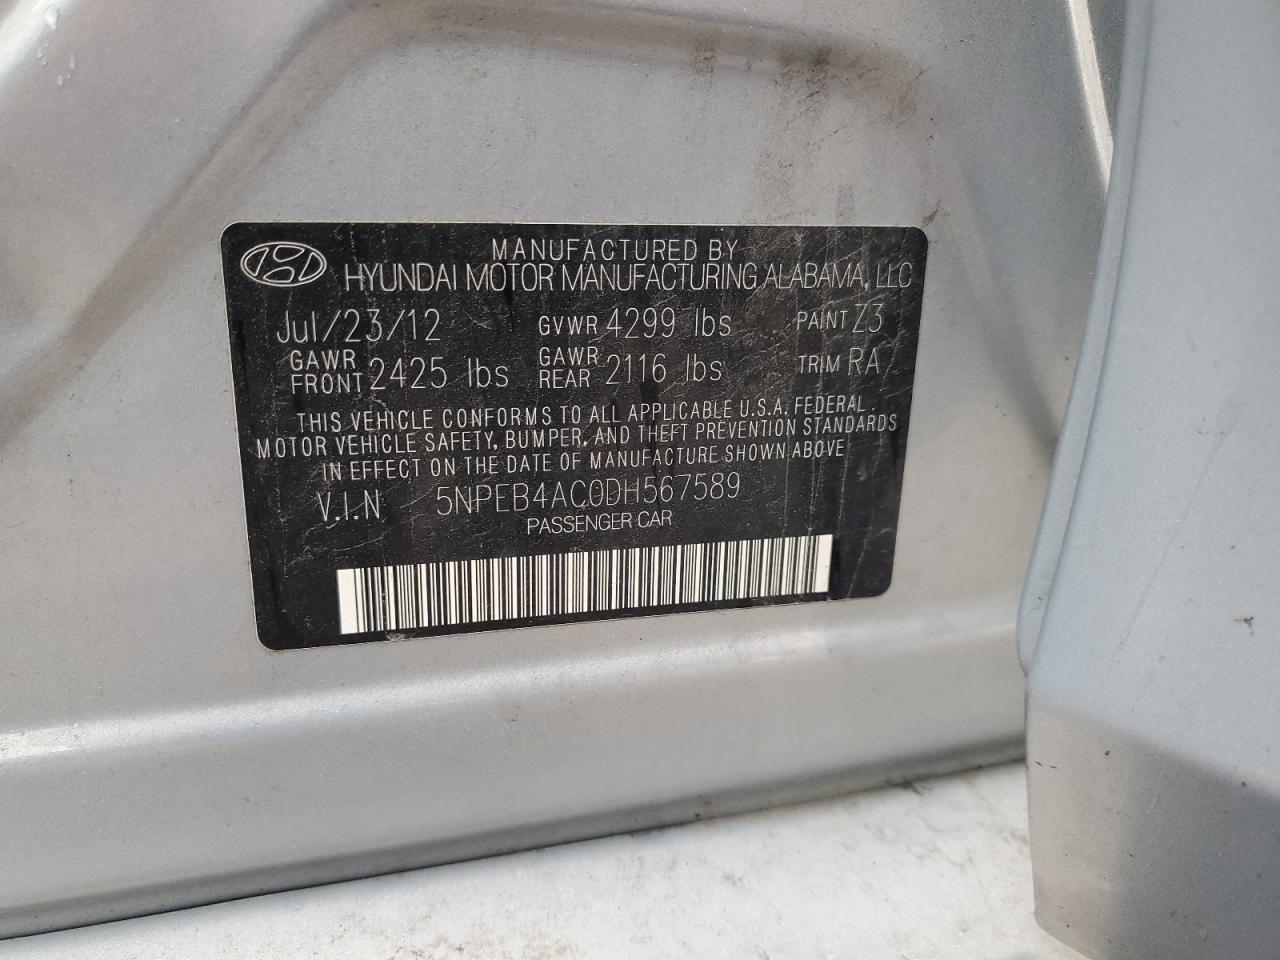 MANUFACTURED BY
HYUNDAI MOTOR MANUFACTURING ALABAMA, LLC
Jul/23/12 GVWR 4299 lbs PAINT Z3
GAWR FRONT 2425 lbs GAWR REAR 2116 lbs TRIM RA
THIS VEHICLE CONFORMS TO ALL APPLICABLE U.S.A. FEDERAL
MOTOR VEHICLE SAFETY, BUMPER, AND THEFT PREVENTION STANDARDS
IN EFFECT ON THE DATE OF MANUFACTURE SHOWN ABOVE
V.I.N 5NPEB4AC0DH567589
PASSENGER CAR